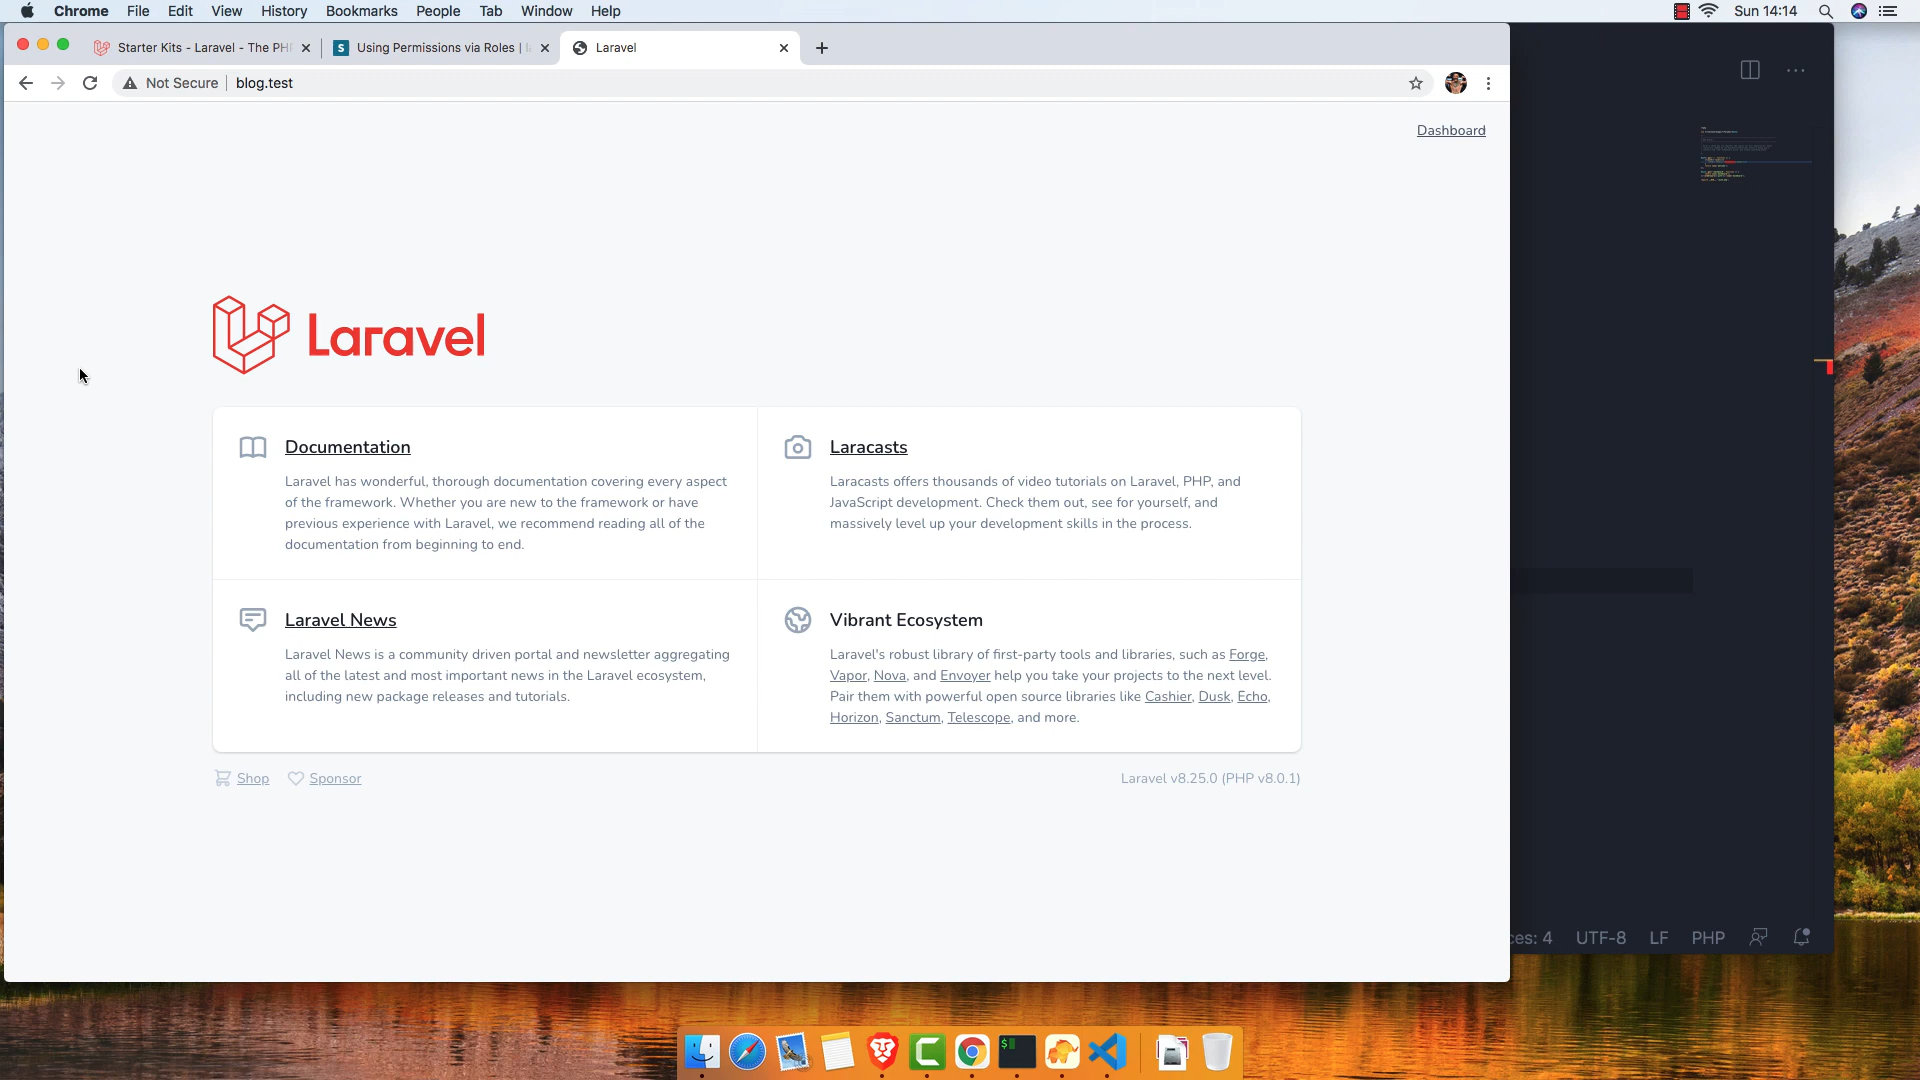 Chrome File Edit View History Bookmarks People Tab Window Help
Sun 14:14
Starter Kits - Laravel - The PH
Using Permissions via Roles |
Laravel
Not Secure
blog.test
Dashboard
Laravel
Documentation
Laravel has wonderful, thorough documentation covering every aspect
of the framework. Whether you are new to the framework or have
previous experience with Laravel, we recommend reading all of the
documentation from beginning to end.
Laracasts
Laracasts offers thousands of video tutorials on Laravel, PHP, and
JavaScript development. Check them out, see for yourself, and
massively level up your development skills in the process.
Laravel News
Laravel News is a community driven portal and newsletter aggregating
all of the latest and most important news in the Laravel ecosystem,
including new package releases and tutorials.
Vibrant Ecosystem
Laravel's robust library of first-party tools and libraries, such as Forge,
Vapor, Nova, and Envoyer help you take your projects to the next level.
Pair them with powerful open source libraries like Cashier, Dusk, Echo,
Horizon, Sanctum, Telescope, and more.
Shop
Sponsor
Laravel v8.25.0 (PHP v8.0.1)
ces: 4 UTF-8 LF PHP